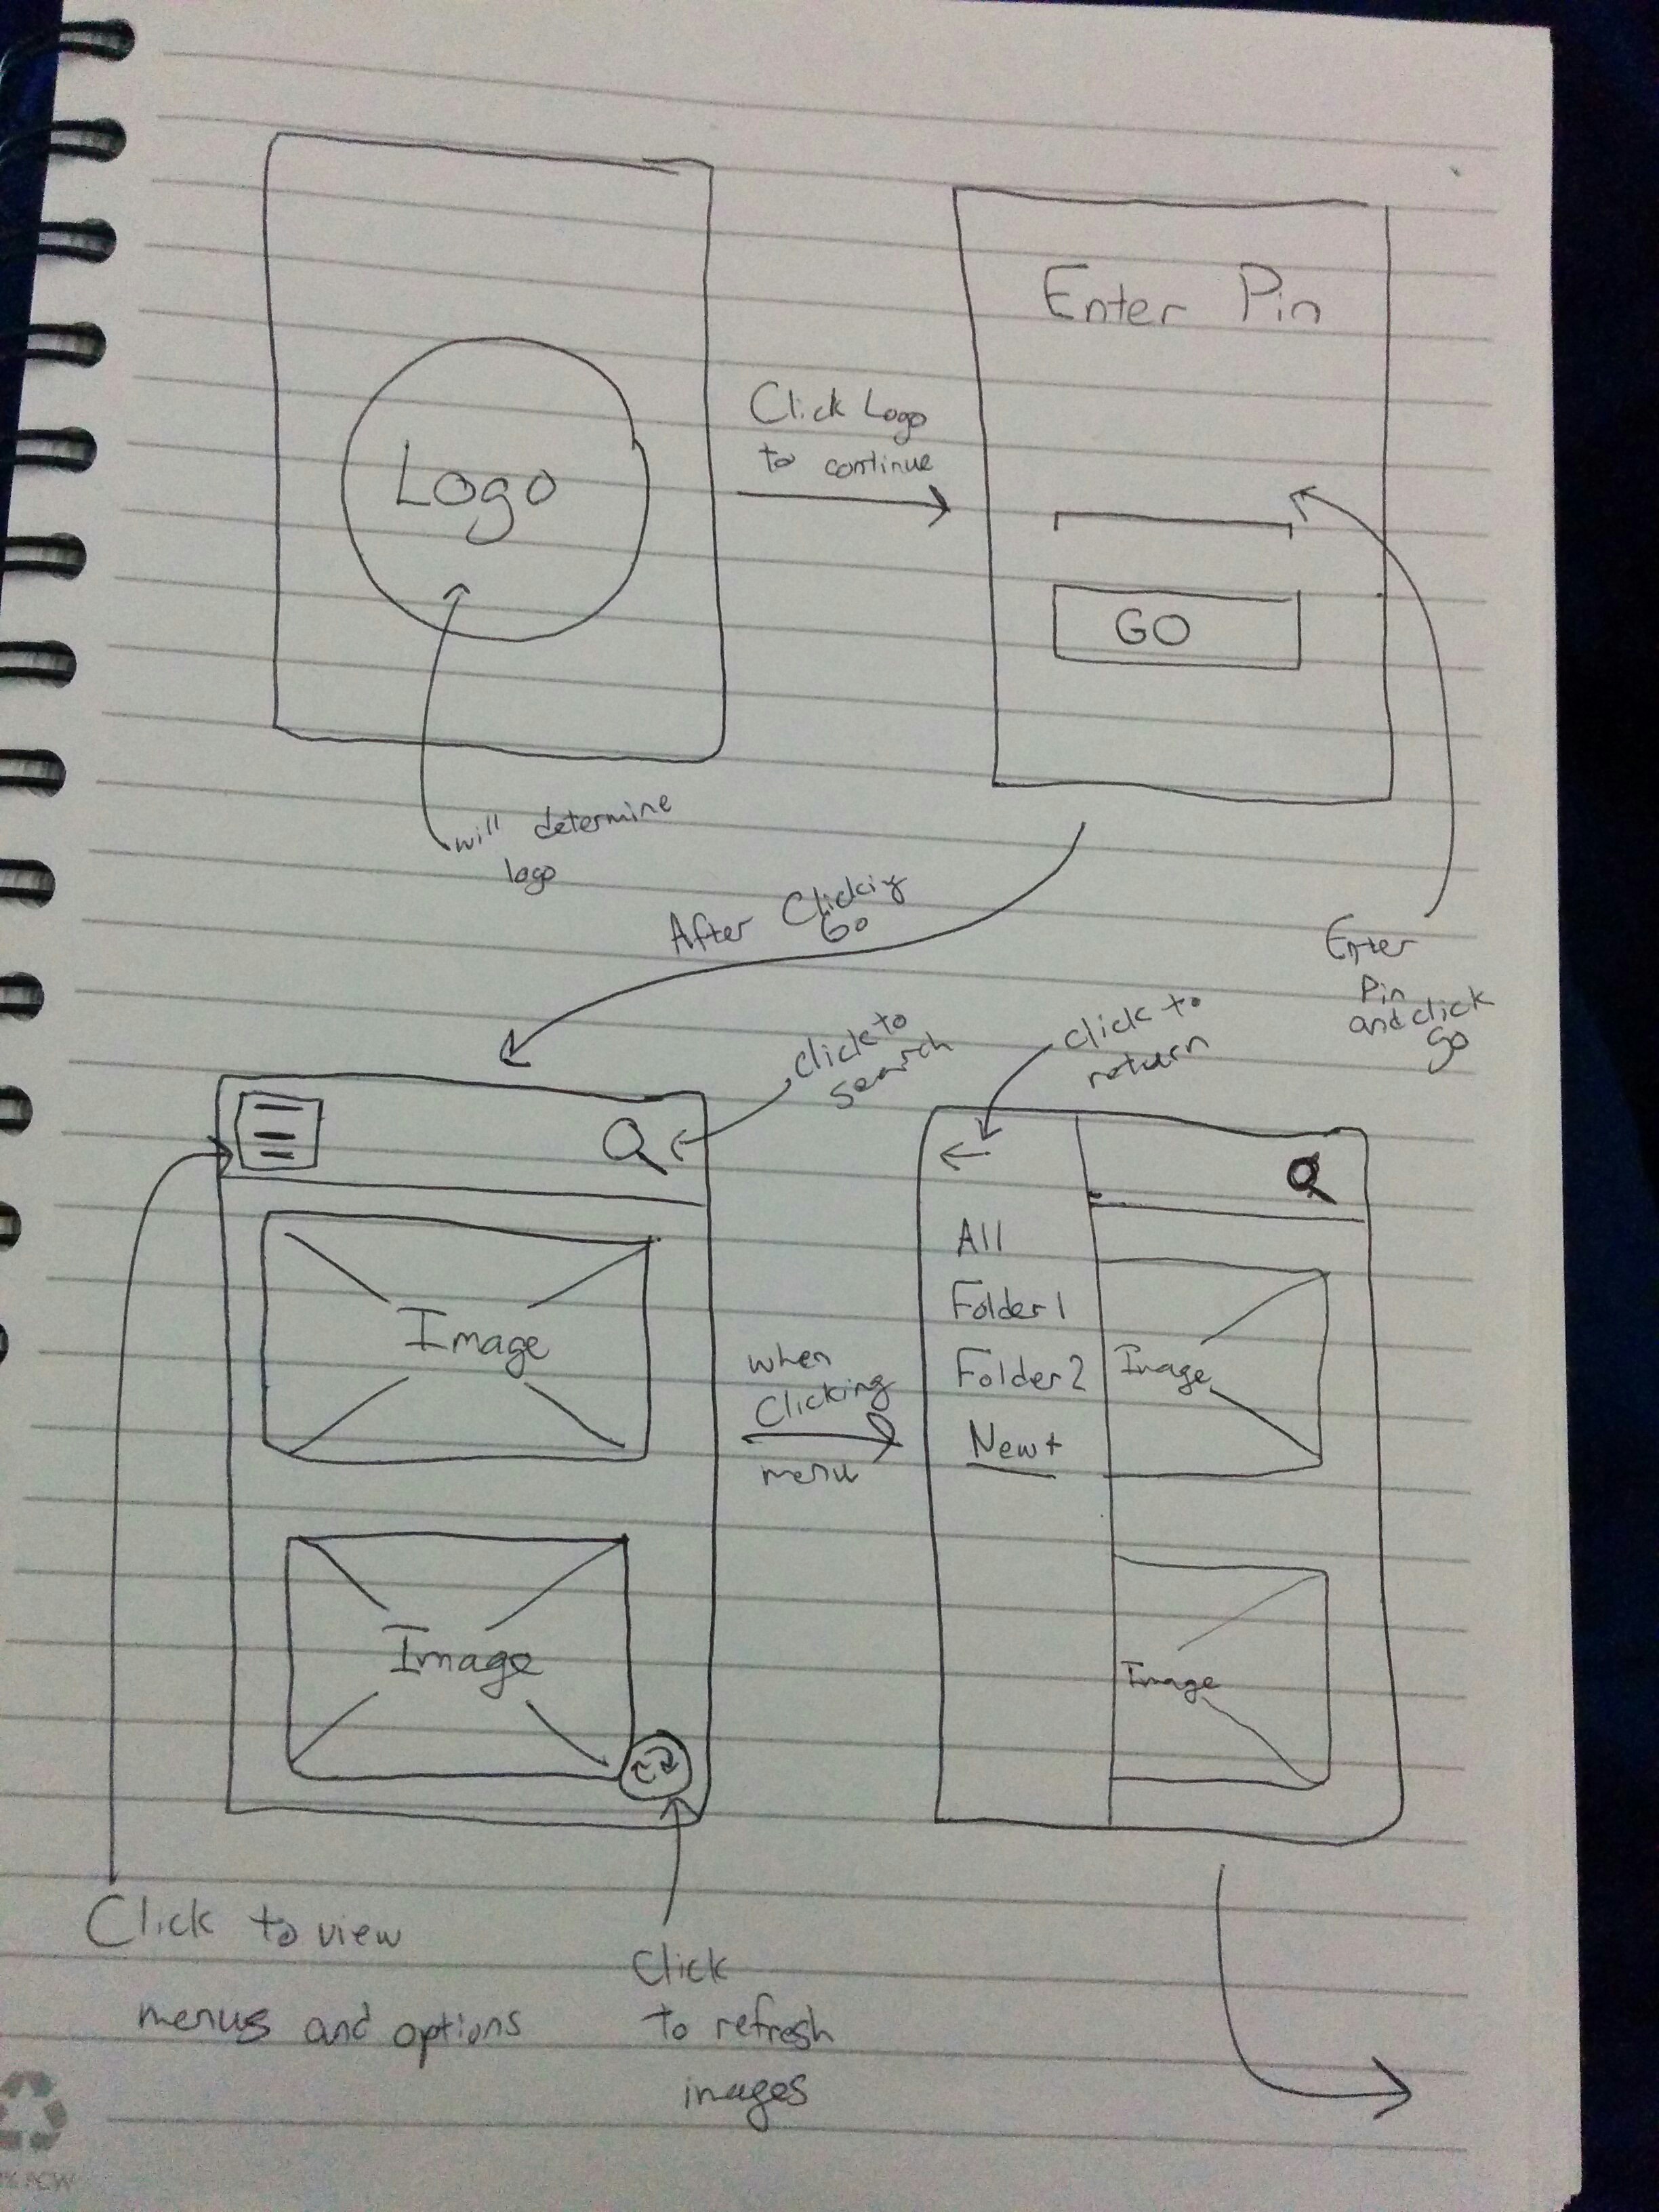 Logo
Click Logo
to continue
Enter Pin
GO
will determine
logo
After Clicking
Go
Enter
Pin
and click
go
click to
search
click to
return
Image
Image
when
Clicking
menu
All
Folder 1
Folder 2
New+
Image
Image
Click to view
menus and options
Click
to refresh
images
PCW